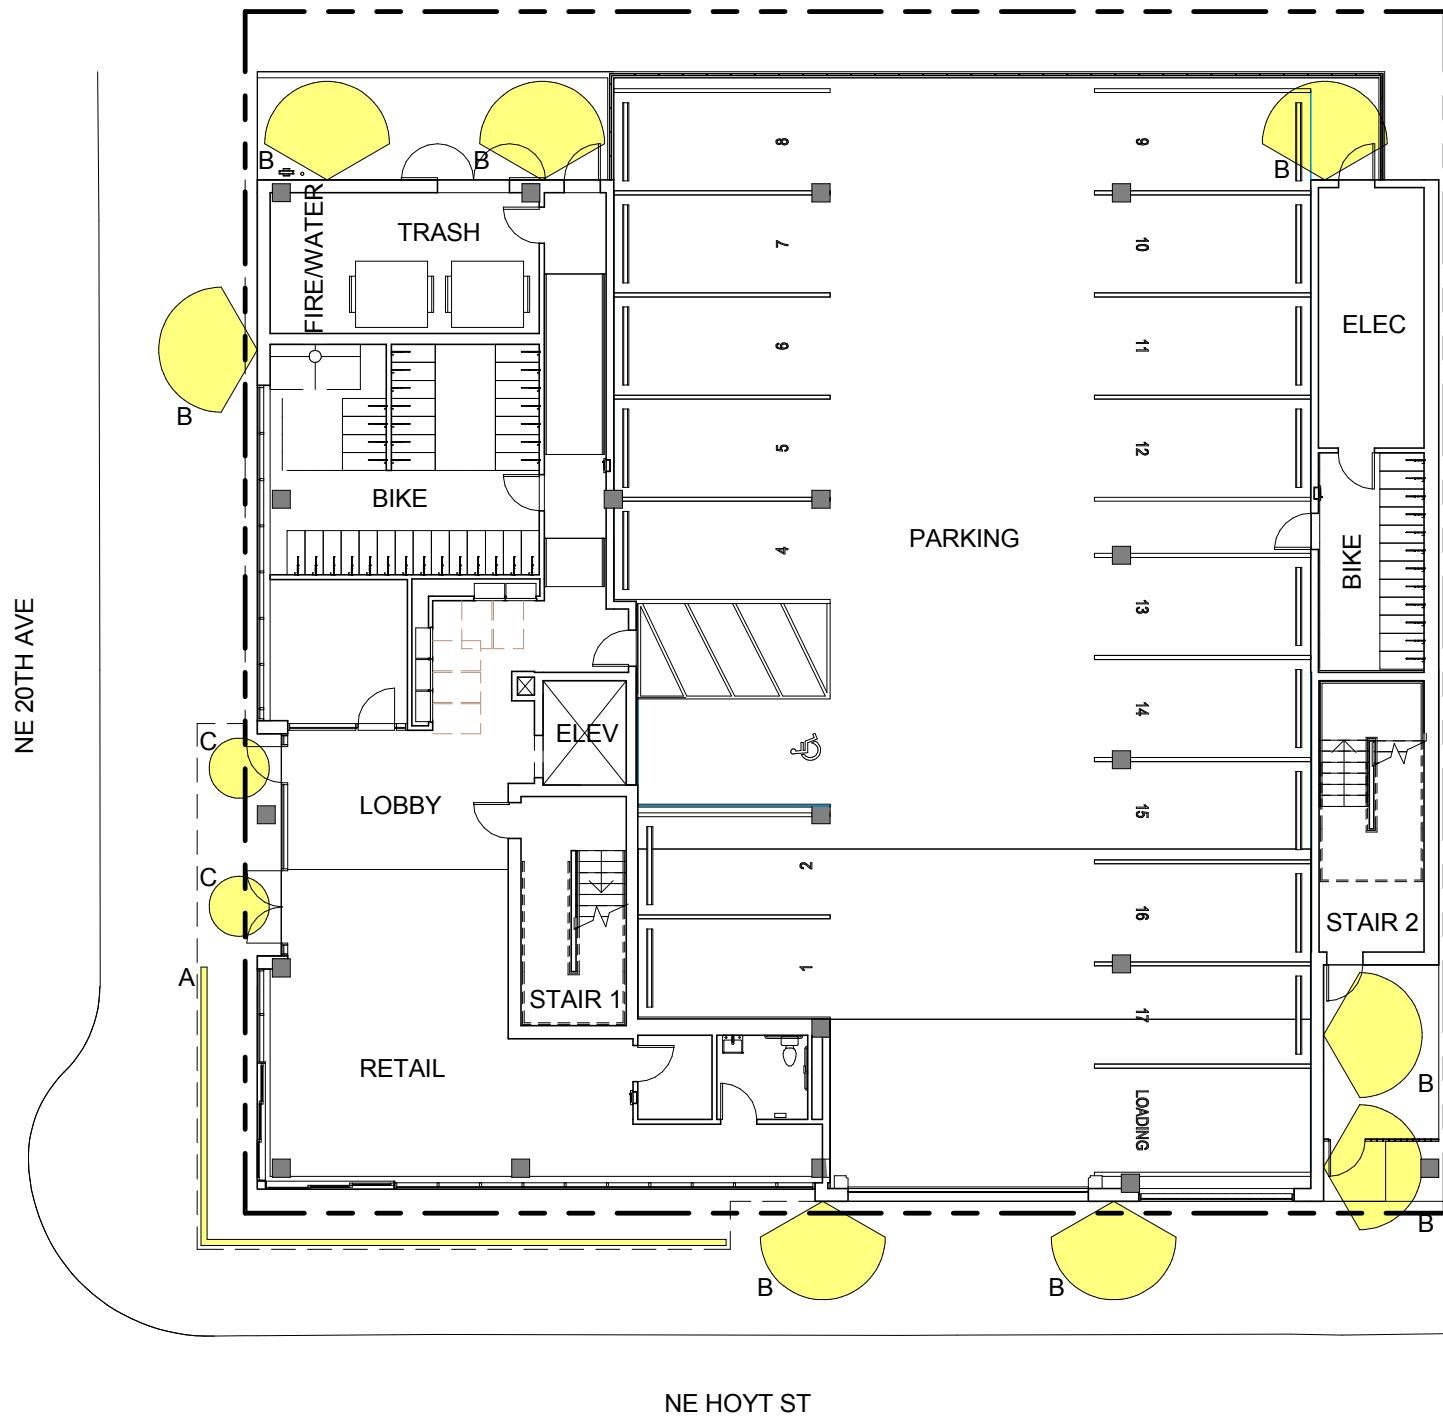 B
B
B
8
9
FIRE/WATER
TRASH
7
10
ELEC
6
11
B
5
12
BIKE
PARKING
4
BIKE
13
NE 20TH AVE
14
C
ELEV
LOBBY
15
2
C
16
STAIR 2
A
1
STAIR 1
17
RETAIL
B
LOADING
B
B
B
NE HOYT ST